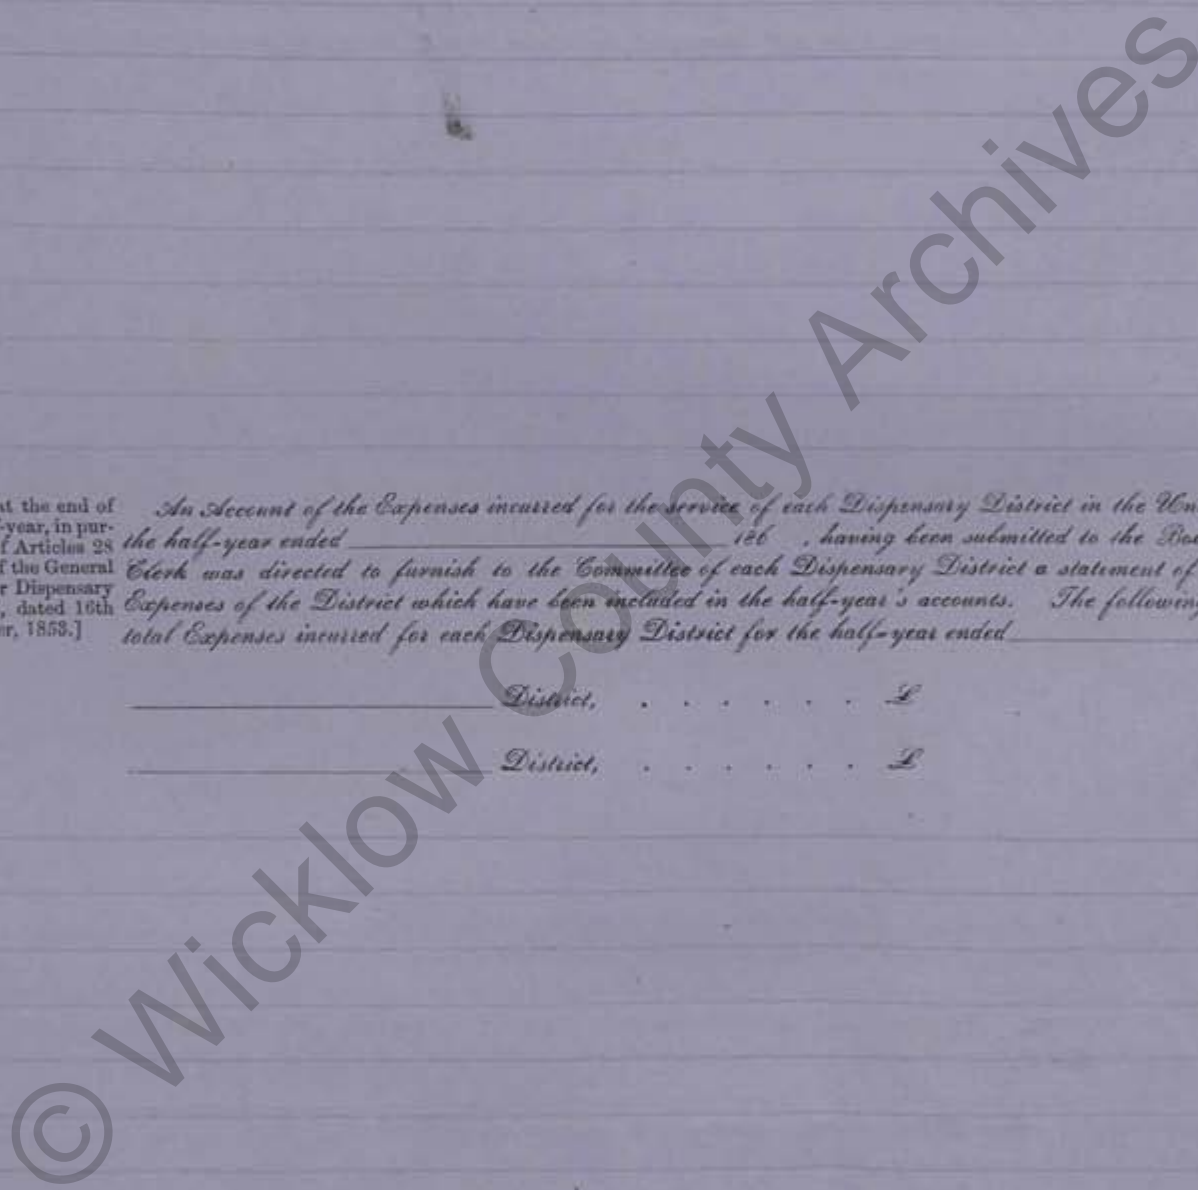 at the end of
-year, in pur-
f Articles 28
f the General
r Dispensary
, dated 16th
er, 1853.]
An Account of the Expenses incurred for the service of each Dispensary District in the Un
the half-year ended 186 , having been submitted to the Boa
Clerk was directed to furnish to the Committee of each Dispensary District a statement of
Expenses of the District which have been included in the half-year's accounts. The following
total Expenses incurred for each Dispensary District for the half-year ended
District, . . . . . . £
District, . . . . . . £
© Wicklow County Archives